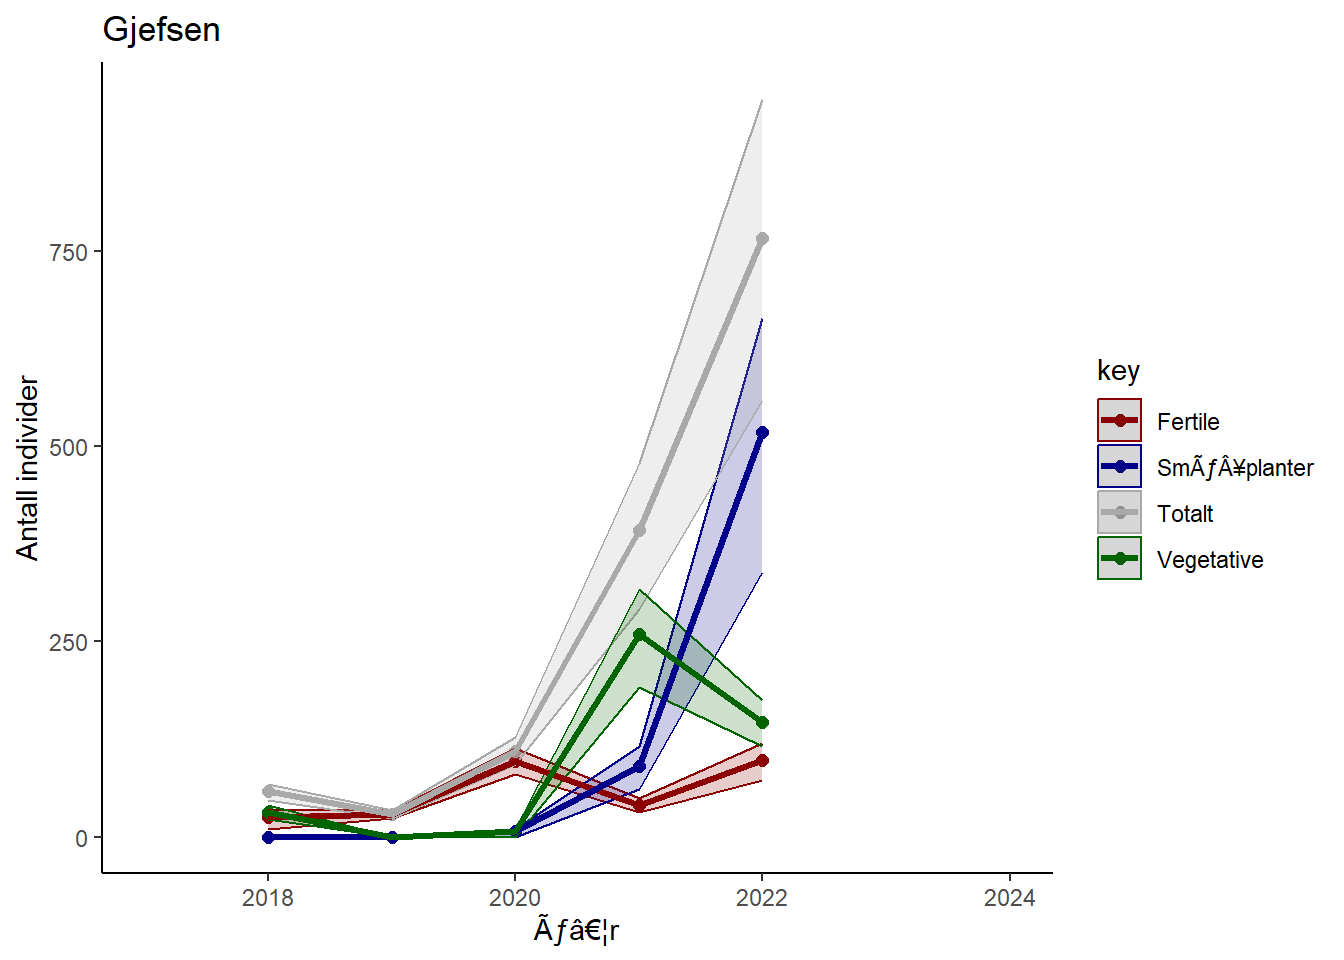 Gjefsen
Antall individer
750
500
250
0
2018
2020
2022
2024
Ãƒâ€¦r
key
Fertile
SmÃƒÂ¥planter
Totalt
Vegetative